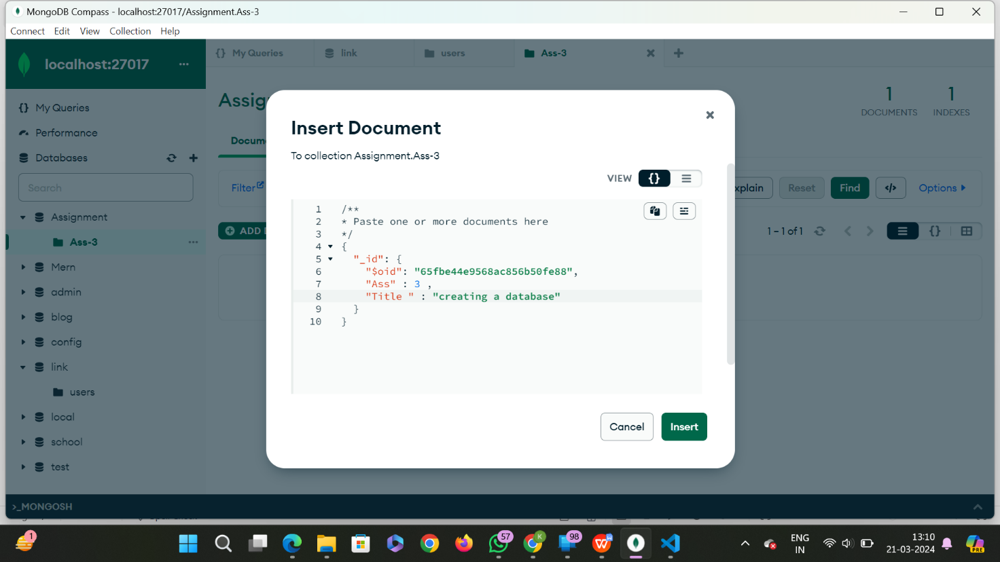 MongoDB Compass - localhost:27017/Assignment.Ass-3
Connect Edit View Collection Help
localhost:27017 ...
{} My Queries
link
users
Ass-3
My Queries
Performance
Databases
Search
Assignment
Ass-3
Mern
admin
blog
config
link
users
local
school
test
Assig
1 DOCUMENTS
1 INDEXES
Docum
Filter
xplain
Reset
Find
</>
Options
ADD
1 – 1 of 1
{}
Insert Document
To collection Assignment.Ass-3
VIEW {}
1 /**
2 * Paste one or more documents here
3 */
4 {
5 "_id": {
6 "$oid": "65fbe44e9568ac856b50fe88",
7 "Ass" : 3 ,
8 "Title " : "creating a database"
9 }
10 }
Cancel
Insert
>_MONGOSH
1
57
K
98
W
ENG
IN
13:10
21-03-2024
PRE